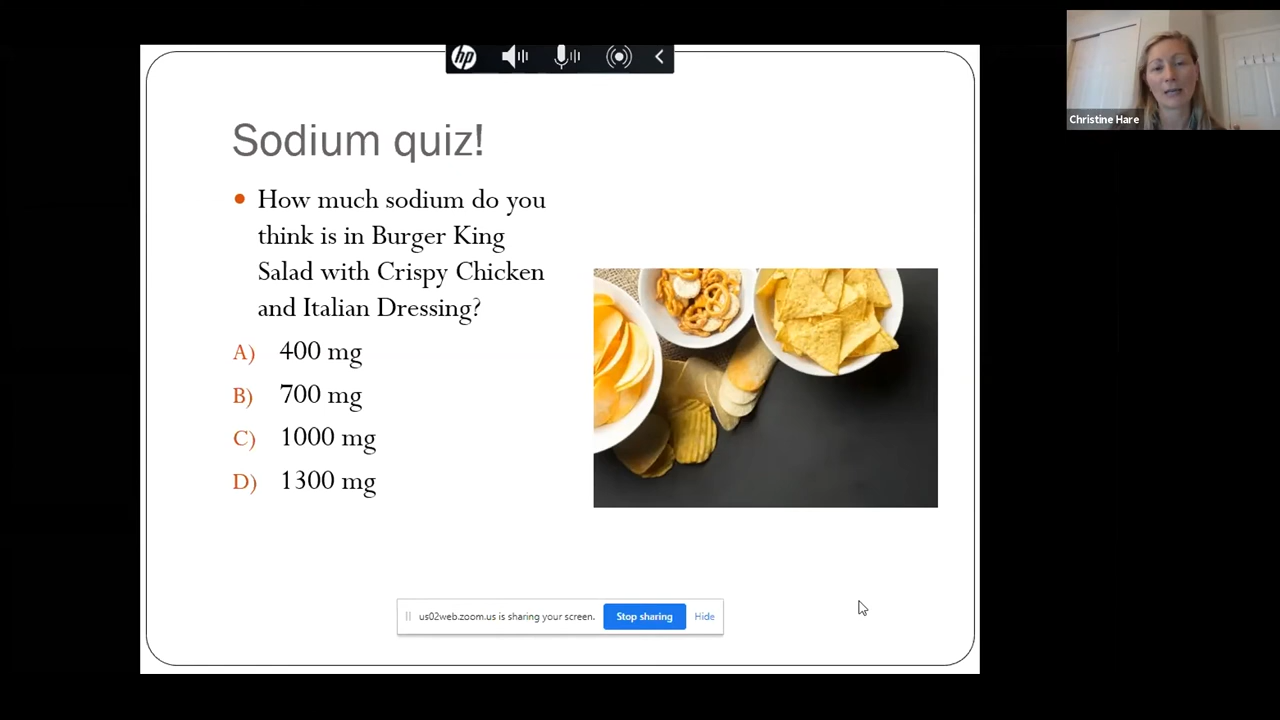 hp
Christine Hare
Sodium quiz!
How much sodium do you
think is in Burger King
Salad with Crispy Chicken
and Italian Dressing?
A) 400 mg
B) 700 mg
C) 1000 mg
D) 1300 mg
us02web.zoom.us is sharing your screen. Stop sharing Hide